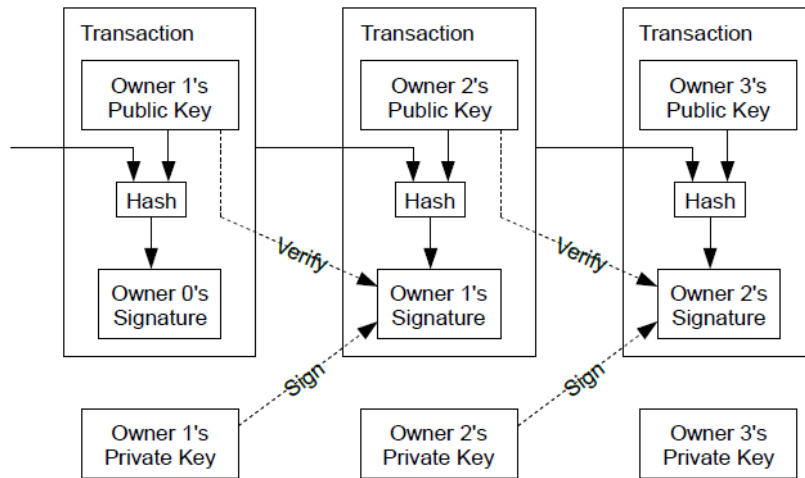 Transaction
Transaction
Transaction
Owner 1's
Public Key
Owner 2's
Public Key
Owner 3's
Public Key
Hash
Hash
Hash
Verify
Verify
Owner 0's
Signature
Owner 1's
Signature
Owner 2's
Signature
Sign
Sign
Owner 1's
Private Key
Owner 2's
Private Key
Owner 3's
Private Key